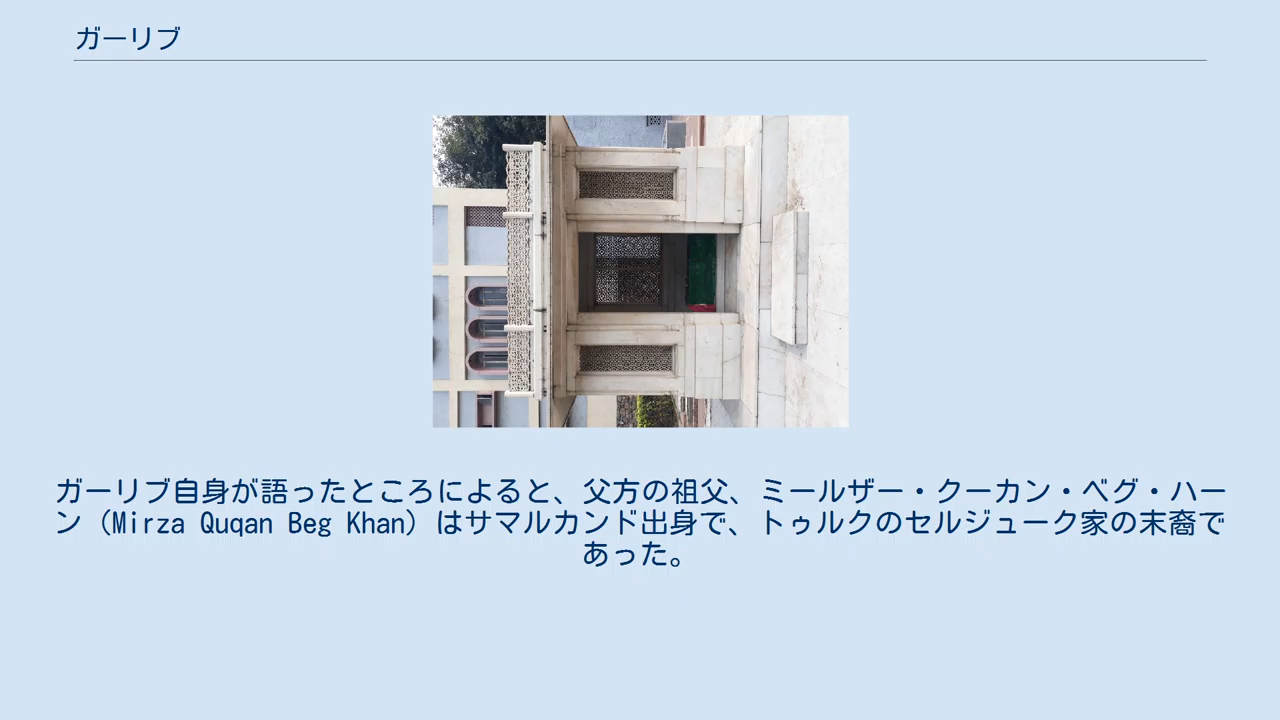 ガーリブ
ガーリブ自身が語ったところによると、父方の祖父、ミールザー・クーカン・ベグ・ハー
ン（Mirza Quqan Beg Khan）はサマルカンド出身で、トゥルクのセルジューク家の末裔で
あった。